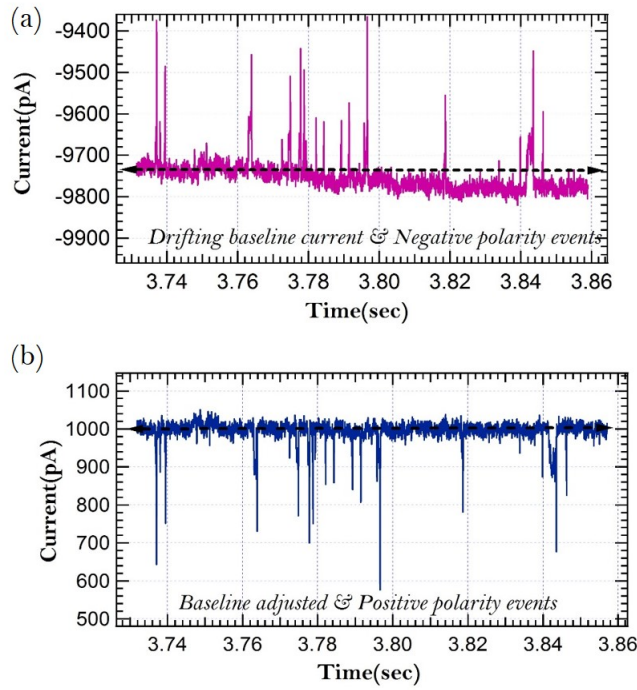 (a)
Current(pA)
-9400
-9500
-9600
-9700
-9800
-9900
Drifting baseline current & Negative polarity events
3.74 3.76 3.78 3.80 3.82 3.84 3.86
Time(sec)
(b)
Current(pA)
1100
1000
900
800
700
600
500
Baseline adjusted & Positive polarity events
3.74 3.76 3.78 3.80 3.82 3.84 3.86
Time(sec)